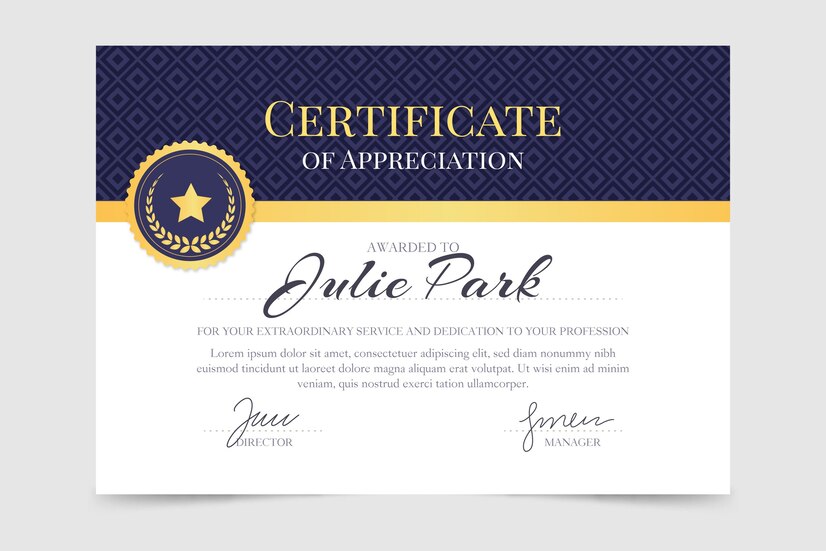 CERTIFICATE
OF APPRECIATION
AWARDED TO
Julie Park
FOR YOUR EXTRAORDINARY SERVICE AND DEDICATION TO YOUR PROFESSION
Lorem ipsum dolor sit amet, consectetuer adipiscing elit, sed diam nonummy nibh
euismod tincidunt ut laoreet dolore magna aliquam erat volutpat. Ut wisi enim ad minim
veniam, quis nostrud exerci tation ullamcorper.
DIRECTOR
MANAGER